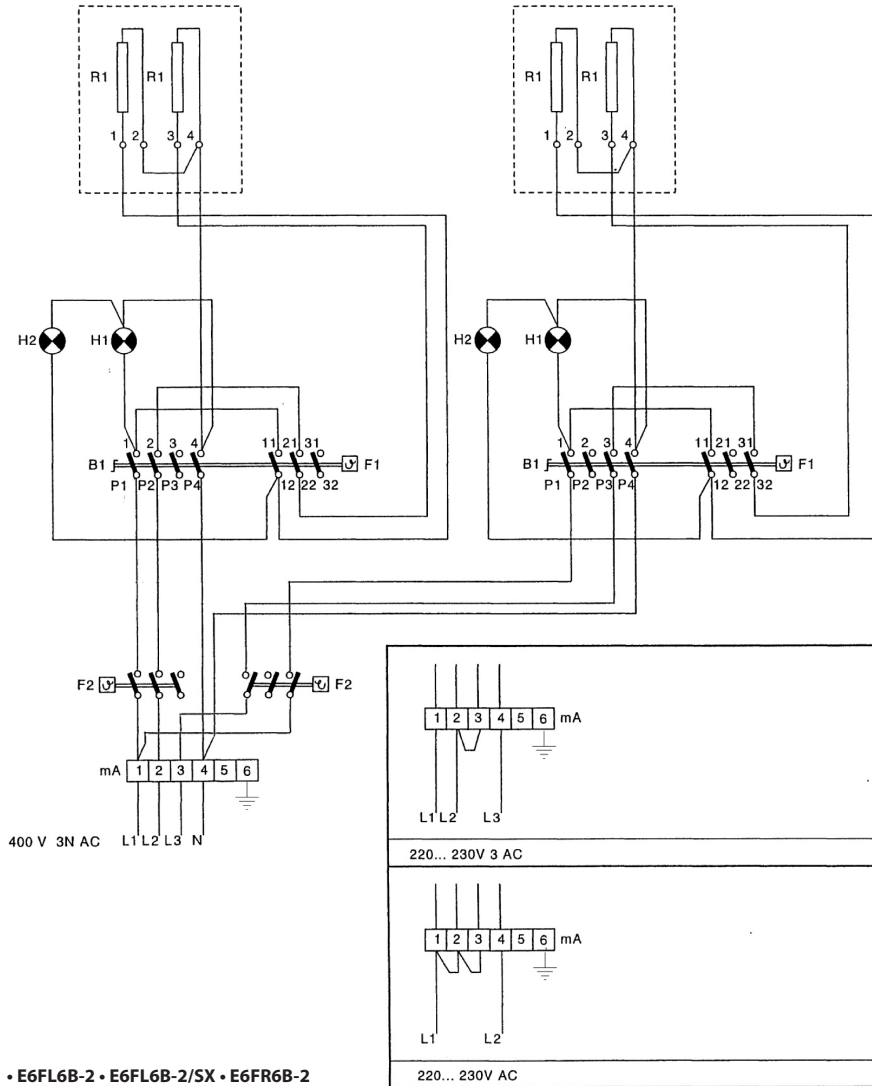 R1 R1 R1 R1
1 2 3 4 1 2 3 4
H2 H1 H2 H1
1 2 3 4 11 21 31 1 2 3 4 11 21 31
B1 F1 B1 F1
P1 P2 P3 P4 12 22 32 P1 P2 P3 P4 12 22 32
F2 F2
mA 1 2 3 4 5 6
400 V 3N AC L1 L2 L3 N
1 2 3 4 5 6 mA
L1 L2 L3
220... 230V 3 AC
1 2 3 4 5 6 mA
L1 L2
220... 230V AC
• E6FL6B-2 • E6FL6B-2/SX • E6FR6B-2